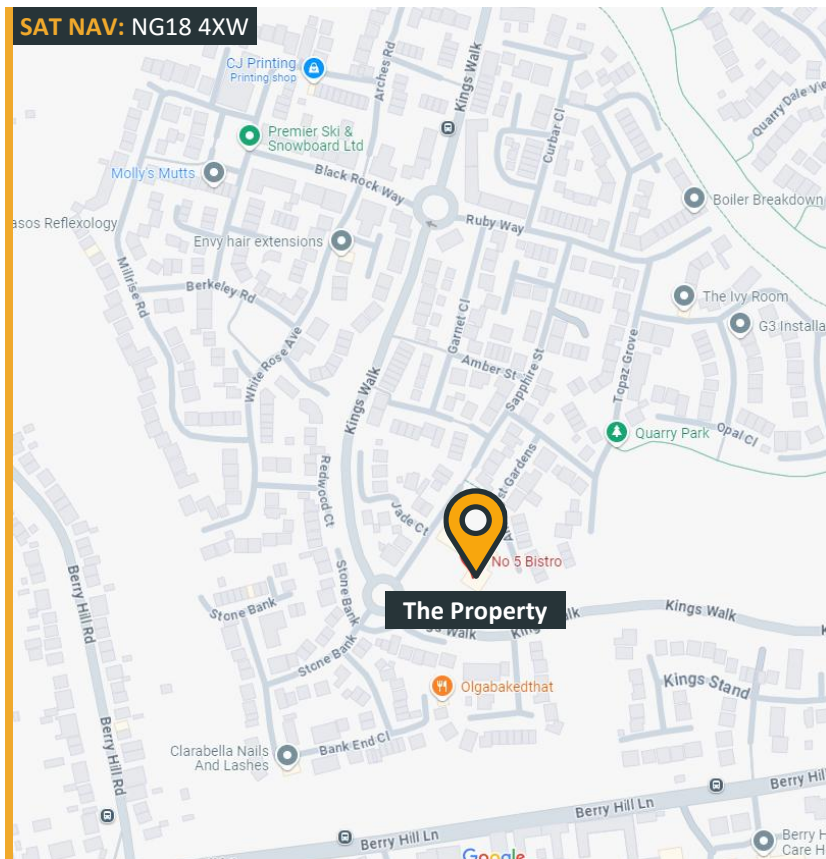 SAT NAV: NG18 4XW
CJ Printing
Printing shop
Arches Rd
Kings Walk
Curbar Cl
Quarry Dale
Premier Ski &
Snowboard Ltd
Molly's Mutts
Black Rock Way
Boiler Breakdown
Reflexology
Ruby Way
Envy hair extensions
Millrise Rd
Berkeley Rd
The Ivy Room
Garnet Cl
G3
White Rose Ave
Amber St
Sapphire St
Topaz Grove
Kings Walk
Quarry Park
Opal Cl
Redwood Ct
Gardens
Jade Ct
No 5 Bistro
Berry Hill Rd
Stone Bank
Stone Bank
The Property
Kings Walk
Walk
Walk
Stone Bank
Kings Stand
Olgabakedthat
Berry Hill Rd
Bank End Cl
Clarabella Nails
And Lashes
Berry Hill
Berry Hill Ln
Berry
Care
Berry Hill Ln
Google